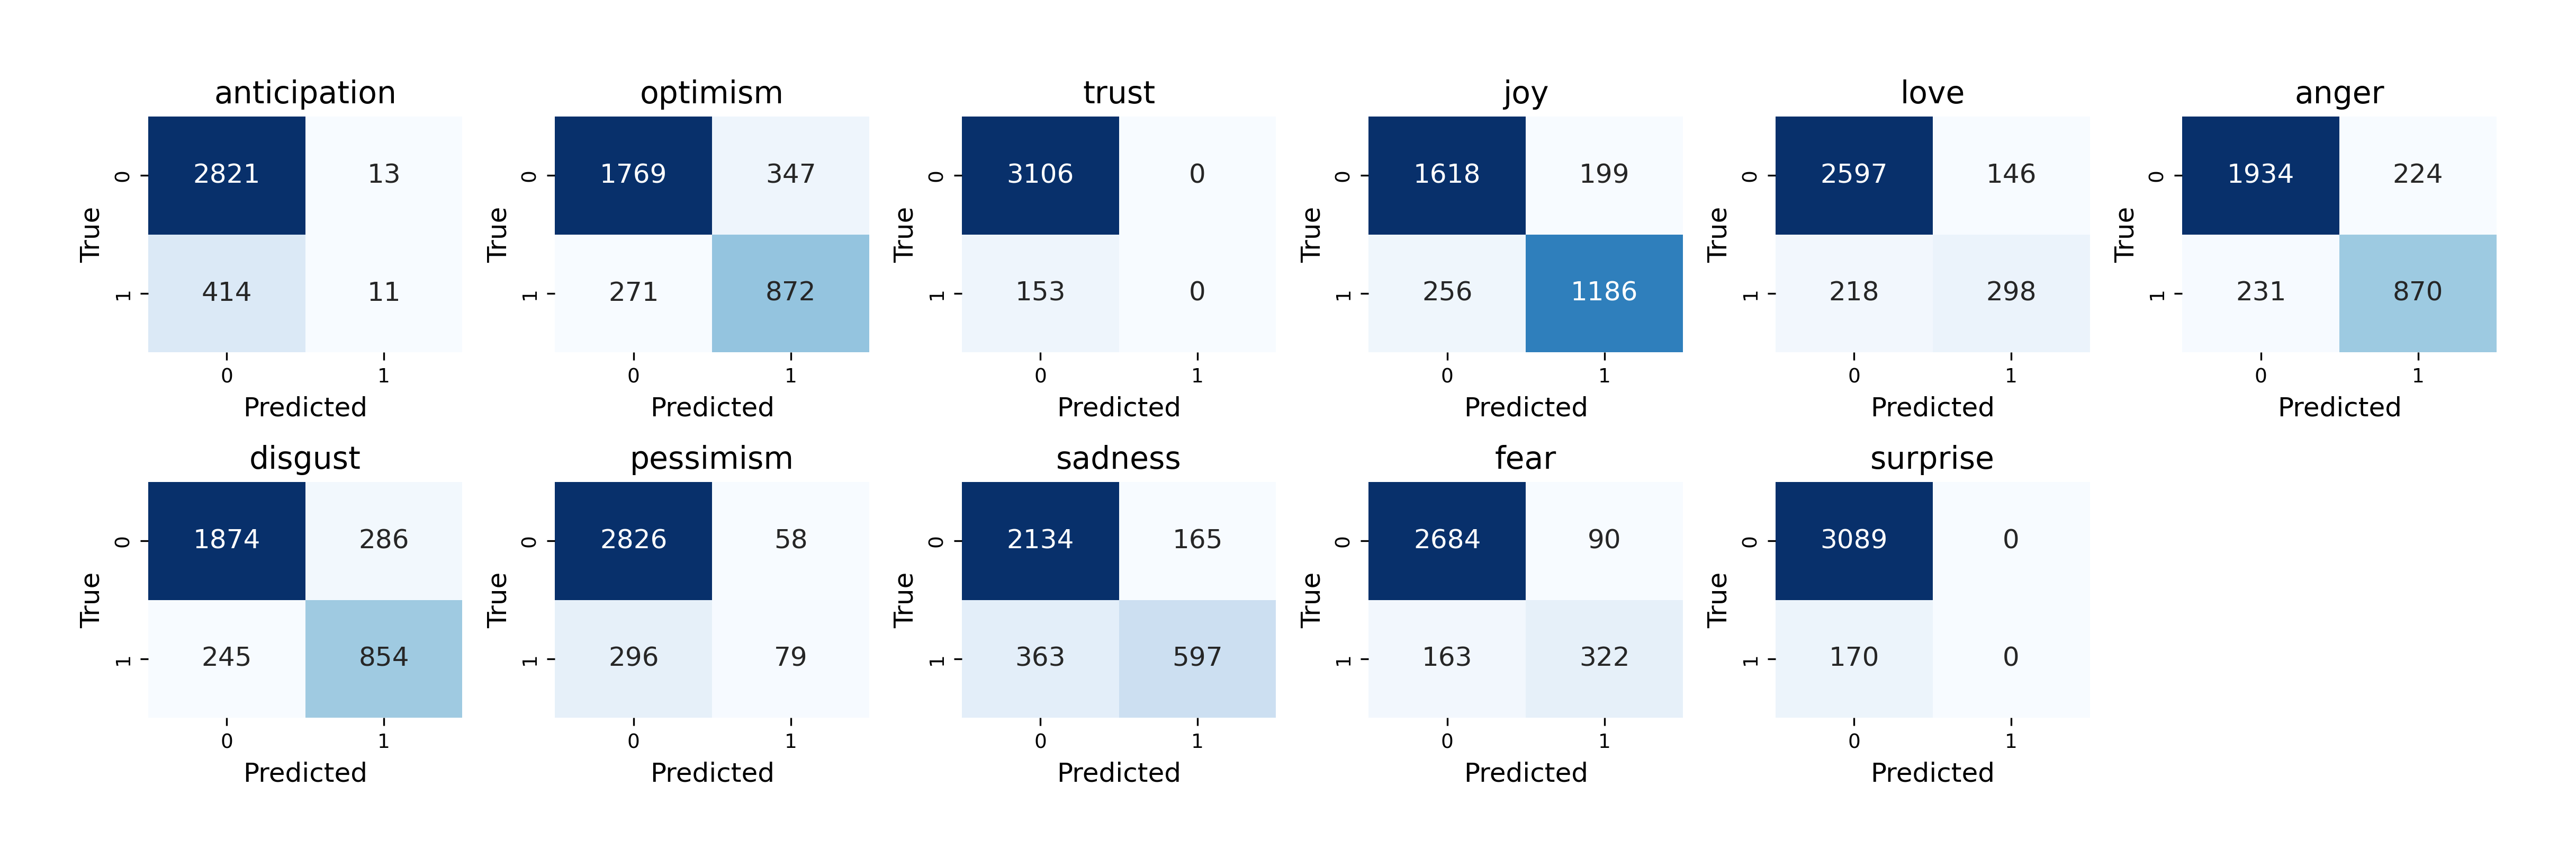 anticipation optimism trust joy love anger
0 2821 13 0 1769 347 0 3106 0 0 1618 199 0 2597 146 0 1934 224
True True True True True True
1 414 11 1 271 872 1 153 0 1 256 1186 1 218 298 1 231 870
0 1 0 1 0 1 0 1 0 1 0 1
Predicted Predicted Predicted Predicted Predicted Predicted
disgust pessimism sadness fear surprise
0 1874 286 0 2826 58 0 2134 165 0 2684 90 0 3089 0
True True True True True
1 245 854 1 296 79 1 363 597 1 163 322 1 170 0
0 1 0 1 0 1 0 1 0 1
Predicted Predicted Predicted Predicted Predicted